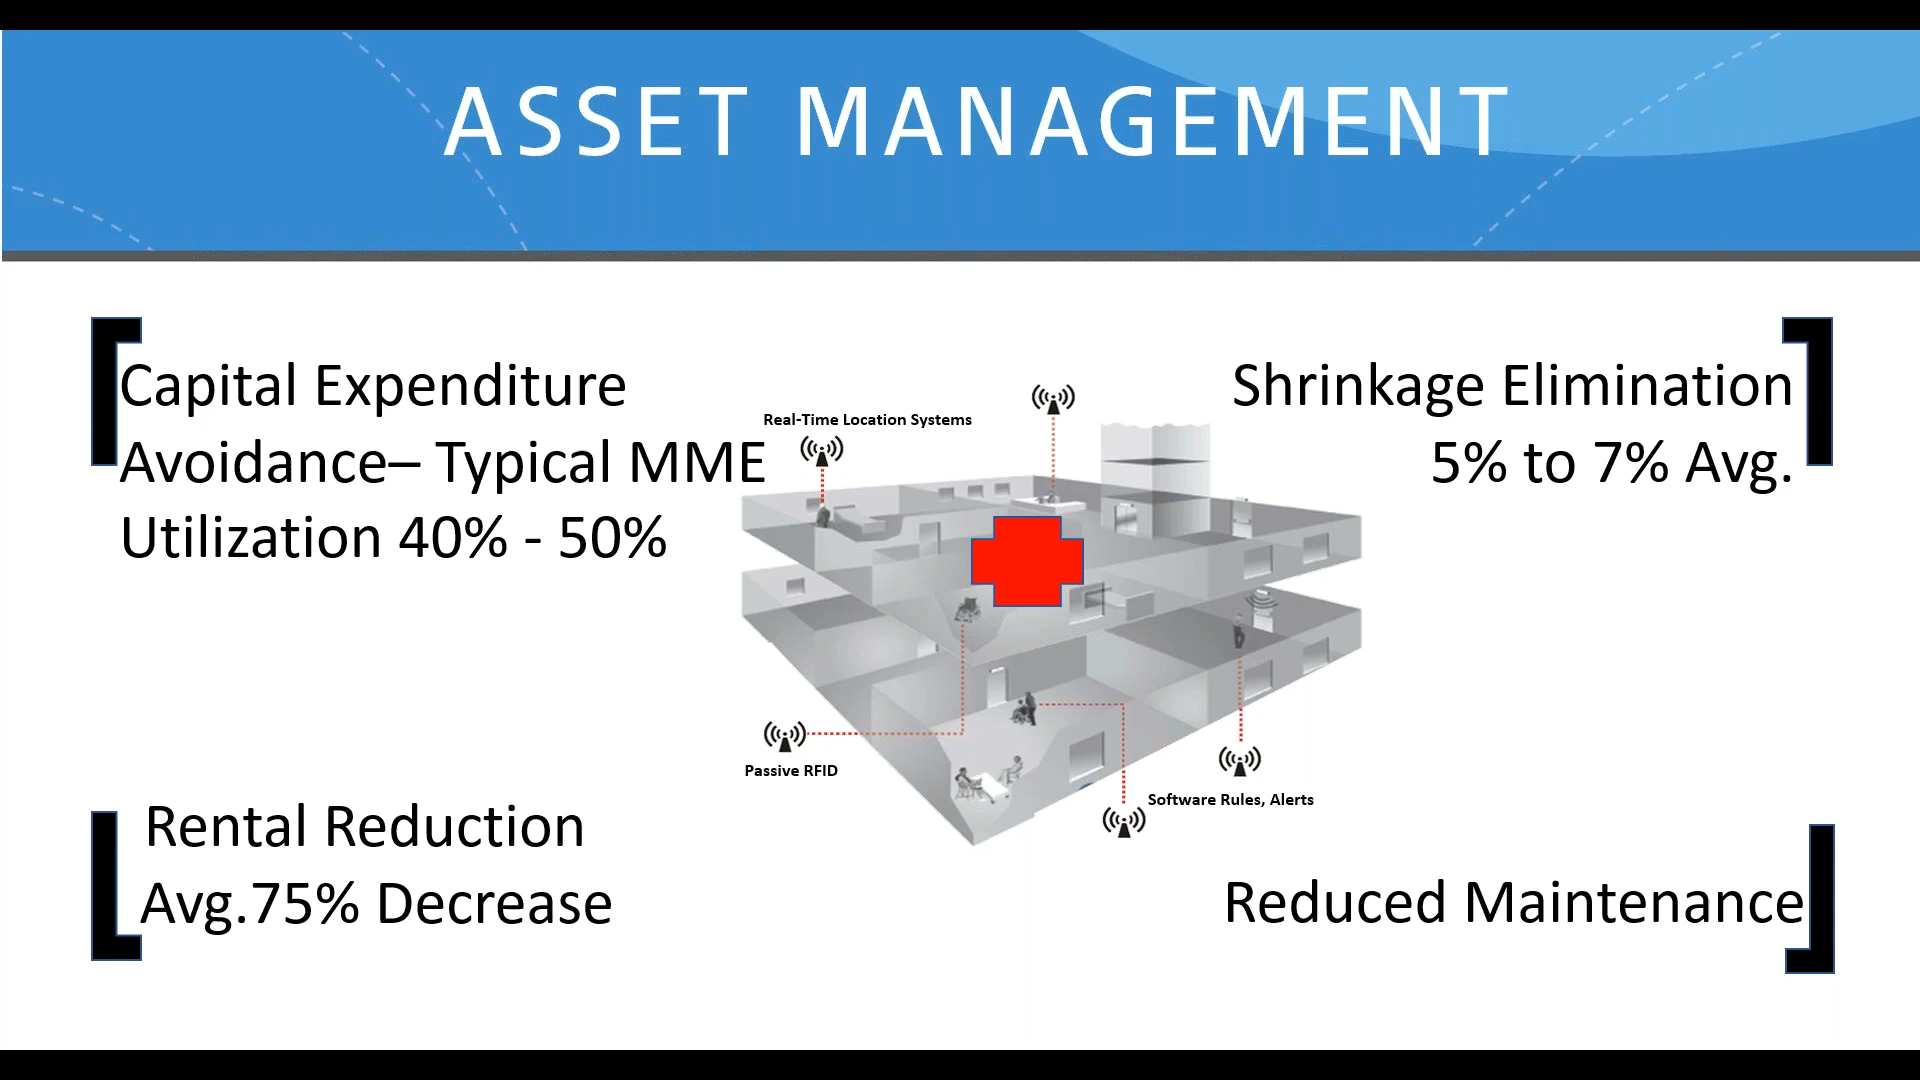 ASSET MANAGEMENT
Capital Expenditure
Avoidance– Typical MME
Utilization 40% - 50%
Shrinkage Elimination
5% to 7% Avg.
Real-Time Location Systems
Passive RFID
Software Rules, Alerts
Rental Reduction
Avg.75% Decrease
Reduced Maintenance